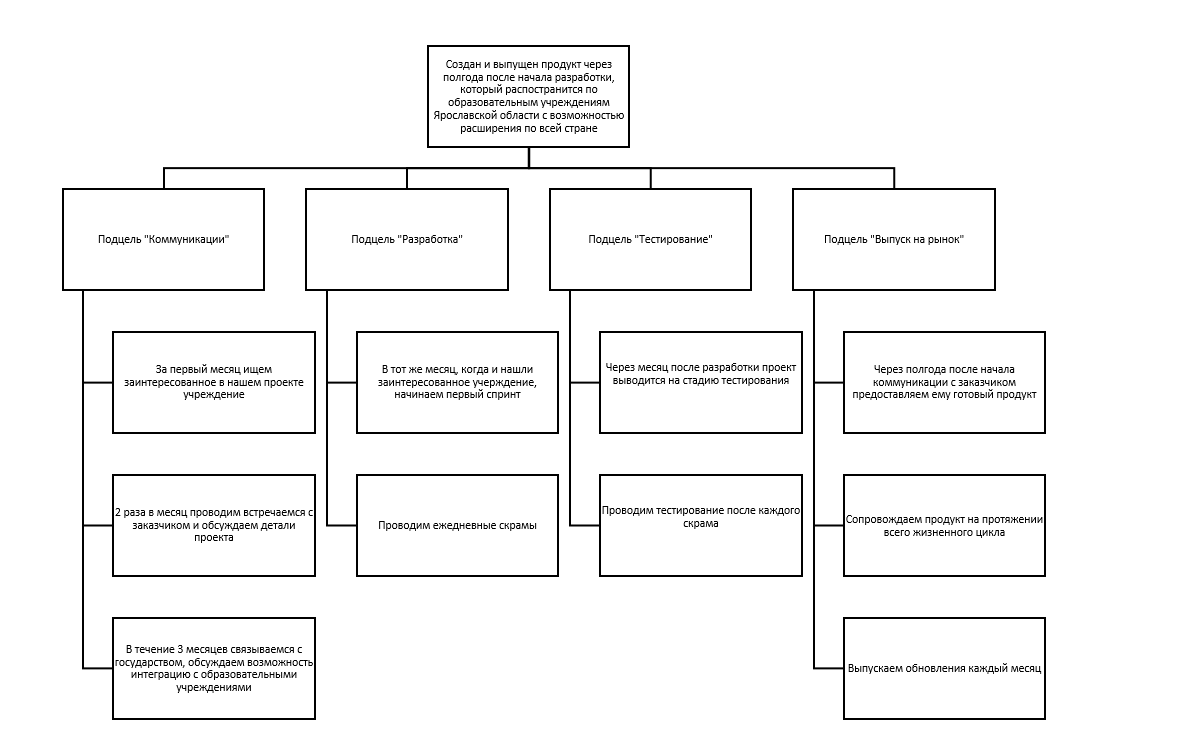 Создан и выпущен продукт через
полгода после начала разработки,
который распостранится по
образовательным учреждениям
Ярославской области с возможностью
расширения по всей стране
Подцель "Коммуникации"
Подцель "Разработка"
Подцель "Тестирование"
Подцель "Выпуск на рынок"
За первый месяц ищем
заинтересованное в нашем проекте
учреждение
В тот же месяц, когда и нашли
заинтересованное учерждение,
начинаем первый спринт
Через месяц после разработки проект
выводится на стадию тестирования
Через полгода после начала
коммуникации с заказчиком
предоставляем ему готовый продукт
2 раза в месяц проводим встречаемся с
заказчиком и обсуждаем детали
проекта
Проводим ежедневные скрамы
Проводим тестирование после каждого
скрама
Сопровождаем продукт на протяжении
всего жизненного цикла
В течение 3 месяцев связываемся с
государством, обсуждаем возможность
интеграцию с образовательными
учреждениями
Выпускаем обновления каждый месяц